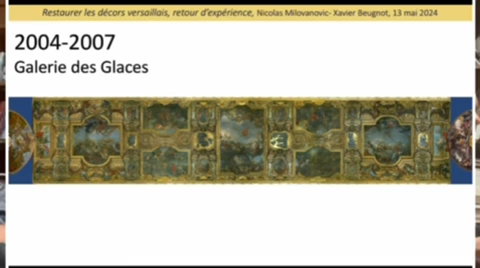 Restaurer les décors versaillais, retour d'expérience, Nicolas Milovanovic- Xavier Beugnot, 13 mai 2024
2004-2007
Galerie des Glaces